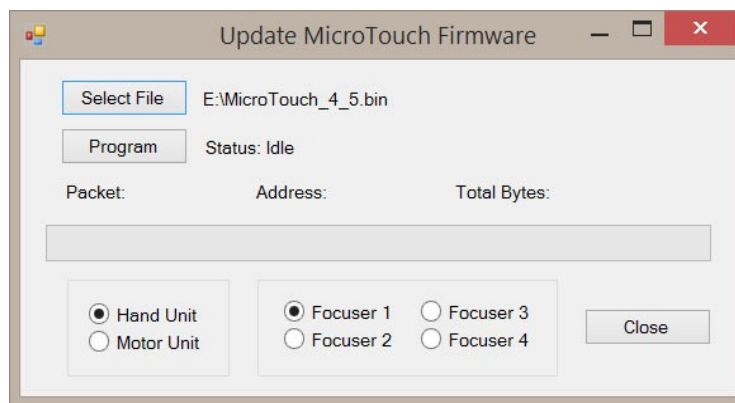 Update MicroTouch Firmware
Select File E:\MicroTouch_4_5.bin
Program Status: Idle
Packet: Address: Total Bytes:
Hand Unit Focuser 1 Focuser 3
Motor Unit Focuser 2 Focuser 4
Close